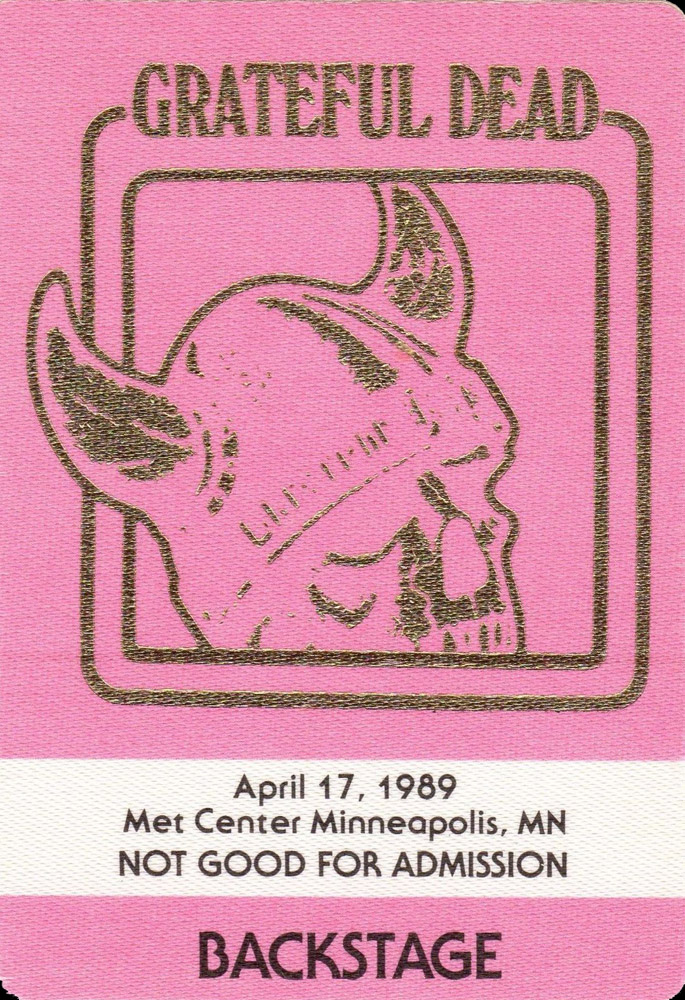 GRATEFUL DEAD
April 17, 1989
Met Center Minneapolis, MN
NOT GOOD FOR ADMISSION
BACKSTAGE